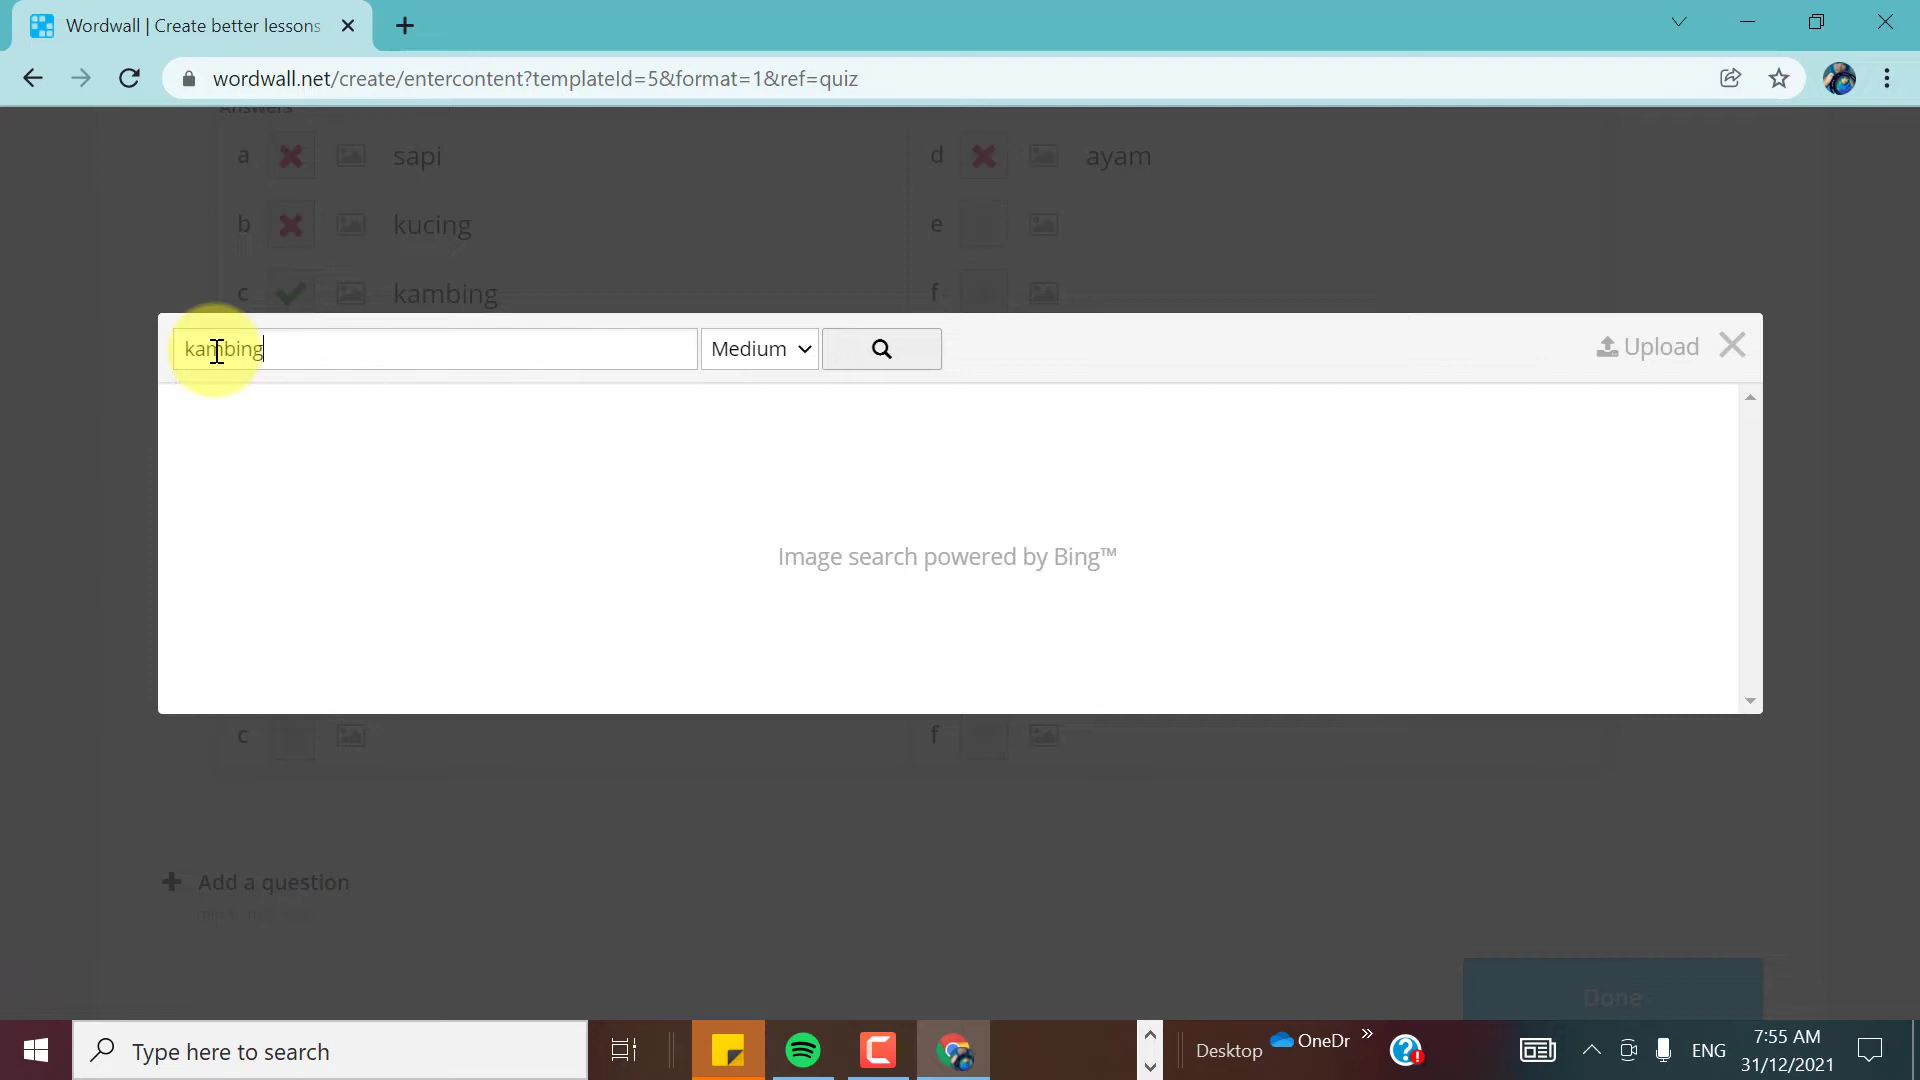 Wordwall | Create better lessons
wordwall.net/create/entercontent?templateId=5&format=1&ref=quiz
Answers
a sapi
d ayam
b kucing
e
c kambing
f
kambing
Medium
Upload
Image search powered by Bing™
c
f
Add a question
Done
Type here to search
Desktop
OneDr
ENG
7:55 AM
31/12/2021